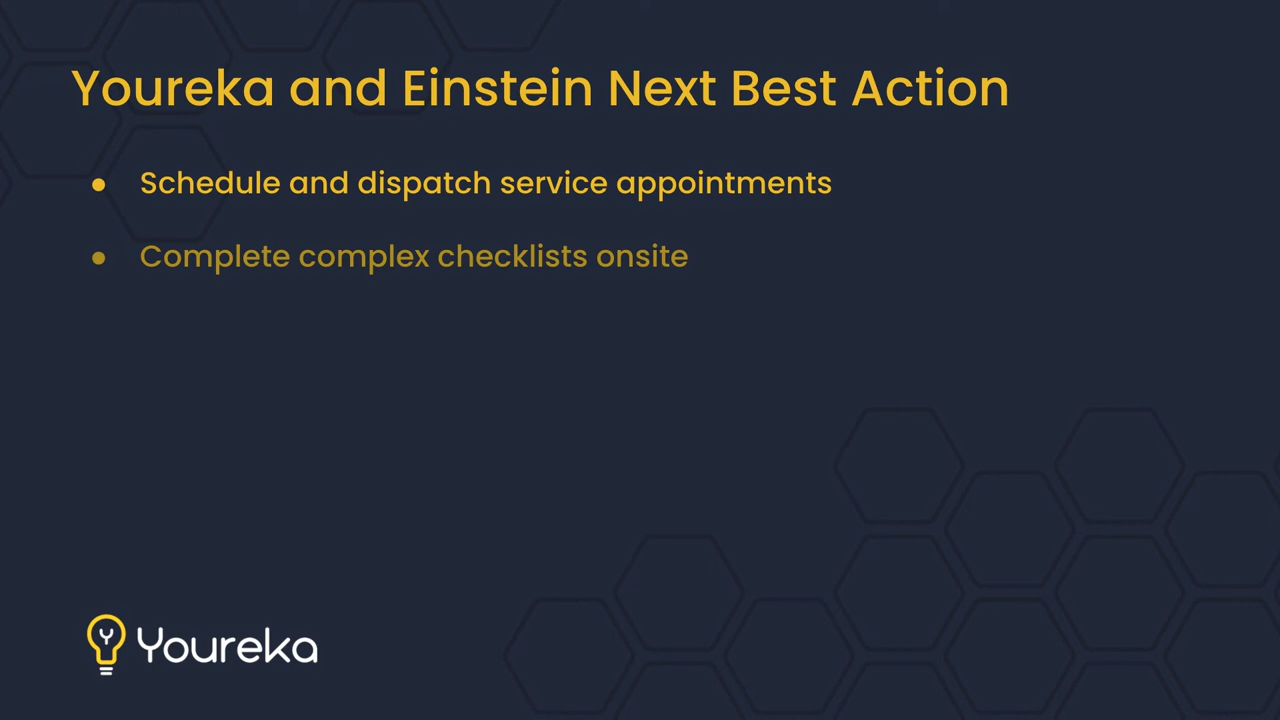 Youreka and Einstein Next Best Action
● Schedule and dispatch service appointments
● Complete complex checklists onsite
Youreka